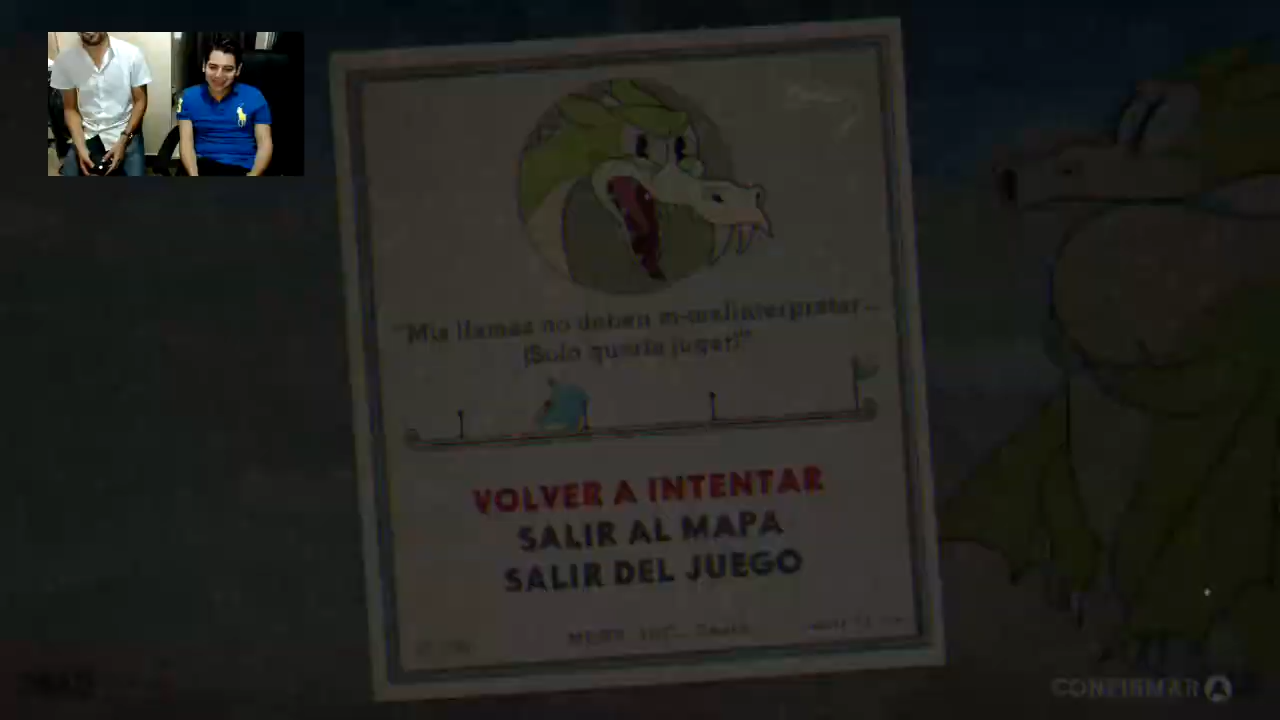 "Mis llamas no deben m-malinterpretar...
¡Solo quería jugar!"
VOLVER A INTENTAR
SALIR AL MAPA
SALIR DEL JUEGO
CONFIRMAR A